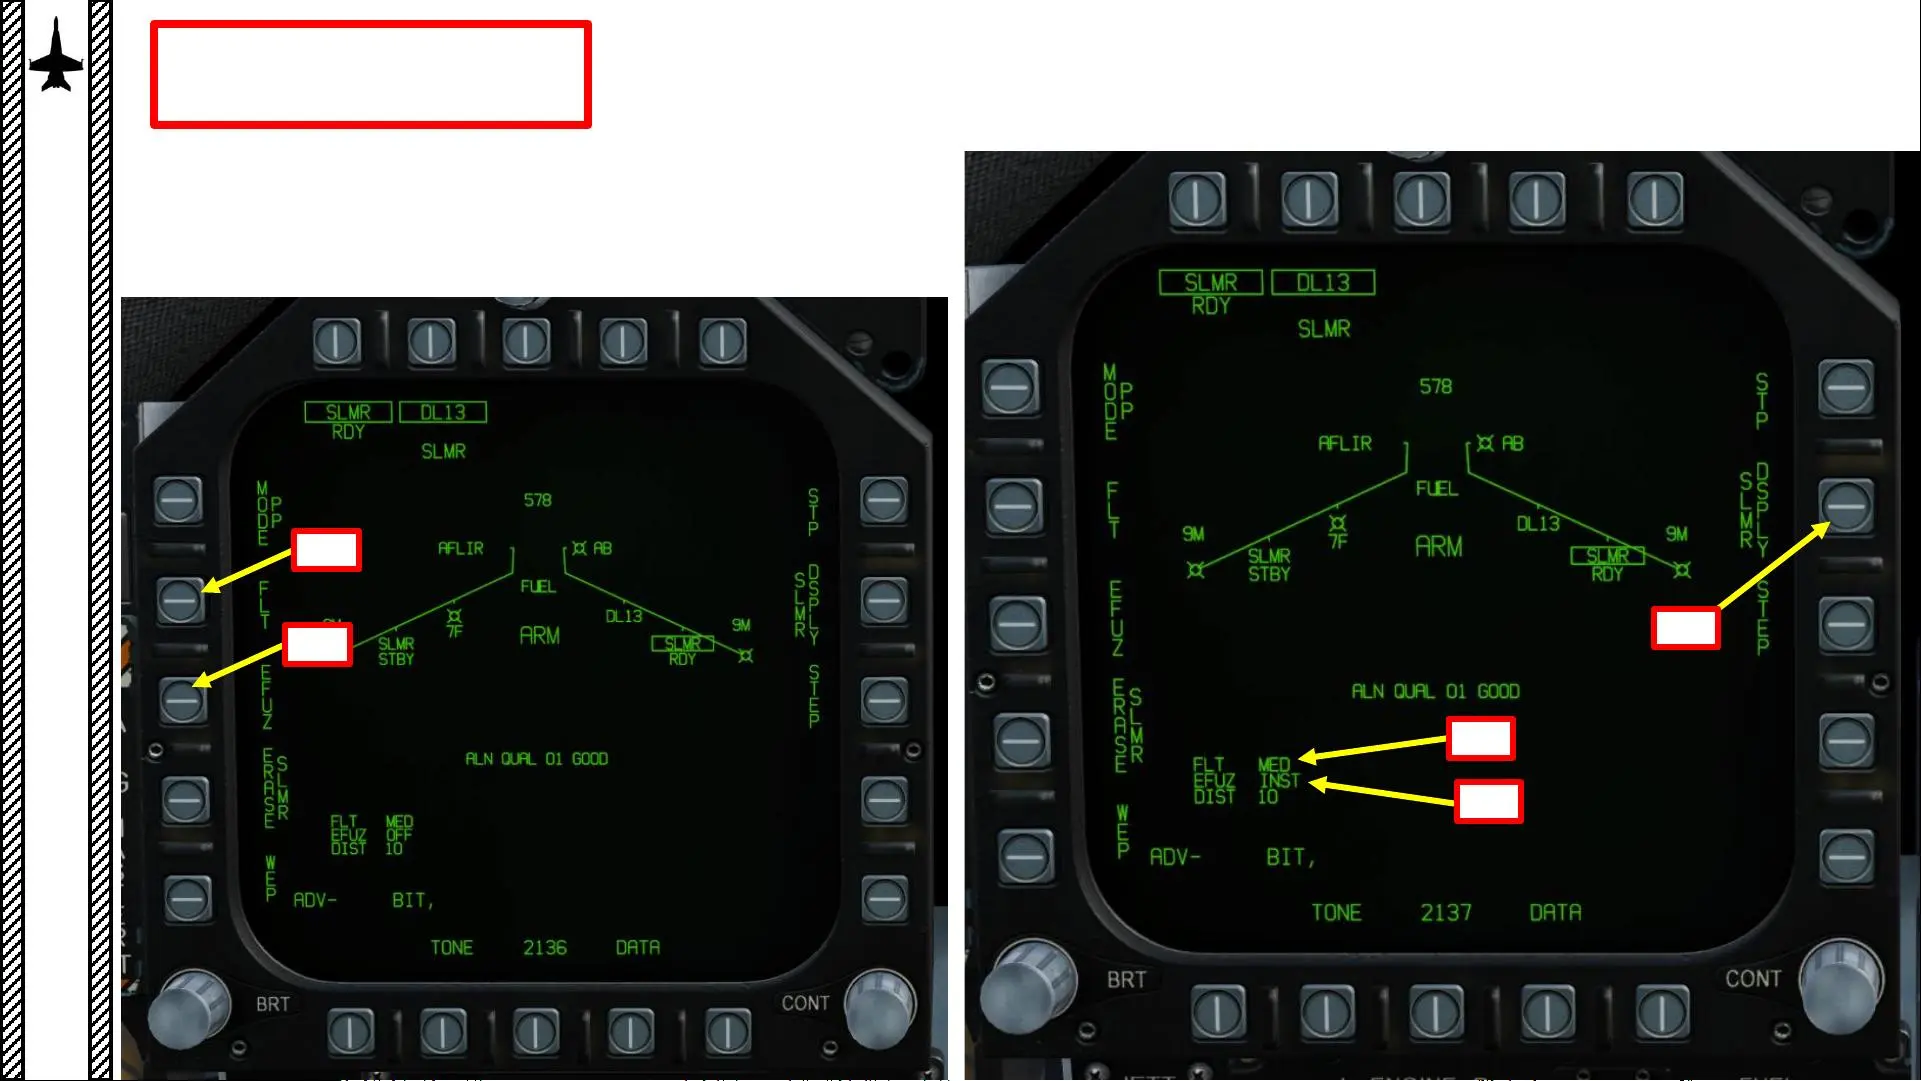 SLMR DL13
RDY
SLMR
MODE PP
578
STP
AFLIR
AB
FLT
FUEL
DSPLY SLMR
7F
DL13
9M
ARM
SLMR
STBY
SLMR
RDY
EFUZ
STEP
ALN QUAL 01 GOOD
ERASE SLMR
FLT MED
EFUZ OFF
DIST 10
WEP
ADV- BIT,
TONE 2136 DATA
BRT
CONT
SLMR DL13
RDY
SLMR
MODE PP
578
STP
AFLIR
AB
FLT
FUEL
DSPLY SLMR
9M
7F
DL13
9M
ARM
SLMR
STBY
SLMR
RDY
EFUZ
STEP
ALN QUAL 01 GOOD
ERASE SLMR
FLT MED
EFUZ INST
DIST 10
WEP
ADV- BIT,
TONE 2137 DATA
BRT
CONT